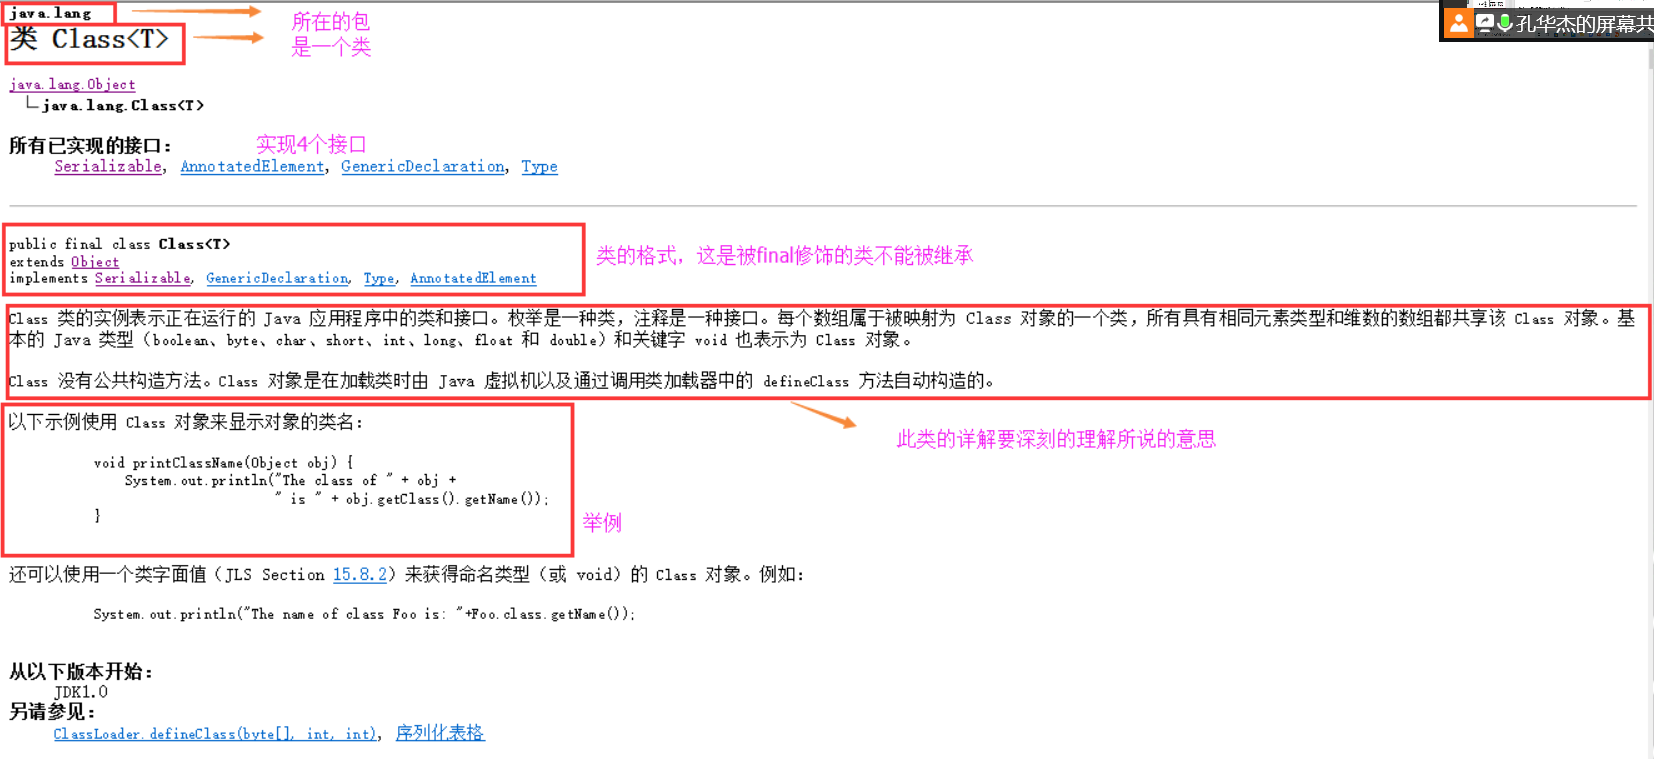 java.lang
所在的包
类 Class<T>
是一个类
孔华杰的屏幕共
java.lang.Object
java.lang.Class<T>
所有已实现的接口：
实现4个接口
Serializable, AnnotatedElement, GenericDeclaration, Type
public final class Class<T>
extends Object
implements Serializable, GenericDeclaration, Type, AnnotatedElement
类的格式，这是被final修饰的类不能被继承
Class 类的实例表示正在运行的 Java 应用程序中的类和接口。枚举是一种类，注释是一种接口。每个数组属于被映射为 Class 对象的一个类，所有具有相同元素类型和维数的数组都共享该 Class 对象。基
本的 Java 类型（boolean、byte、char、short、int、long、float 和 double）和关键字 void 也表示为 Class 对象。
Class 没有公共构造方法。Class 对象是在加载类时由 Java 虚拟机以及通过调用类加载器中的 defineClass 方法自动构造的。
此类的详解要深刻的理解所说的意思
以下示例使用 Class 对象来显示对象的类名：
void printClassName(Object obj) {
System.out.println("The class of " + obj +
" is " + obj.getClass().getName());
}
举例
还可以使用一个类字面值（JLS Section 15.8.2）来获得命名类型（或 void）的 Class 对象。例如：
System.out.println("The name of class Foo is: "+Foo.class.getName());
从以下版本开始：
JDK1.0
另请参见：
ClassLoader.defineClass(byte[], int, int), 序列化表格